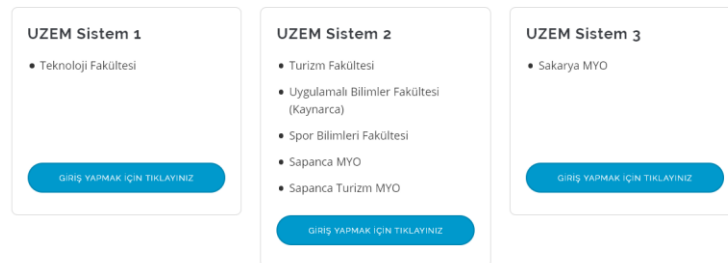 UZEM Sistem 1
Teknoloji Fakültesi
GİRİŞ YAPMAK İÇİN TIKLAYINIZ
UZEM Sistem 2
Turizm Fakültesi
Uygulamalı Bilimler Fakültesi
(Kaynarca)
Spor Bilimleri Fakültesi
Sapanca MYO
Sapanca Turizm MYO
GİRİŞ YAPMAK İÇİN TIKLAYINIZ
UZEM Sistem 3
Sakarya MYO
GİRİŞ YAPMAK İÇİN TIKLAYINIZ